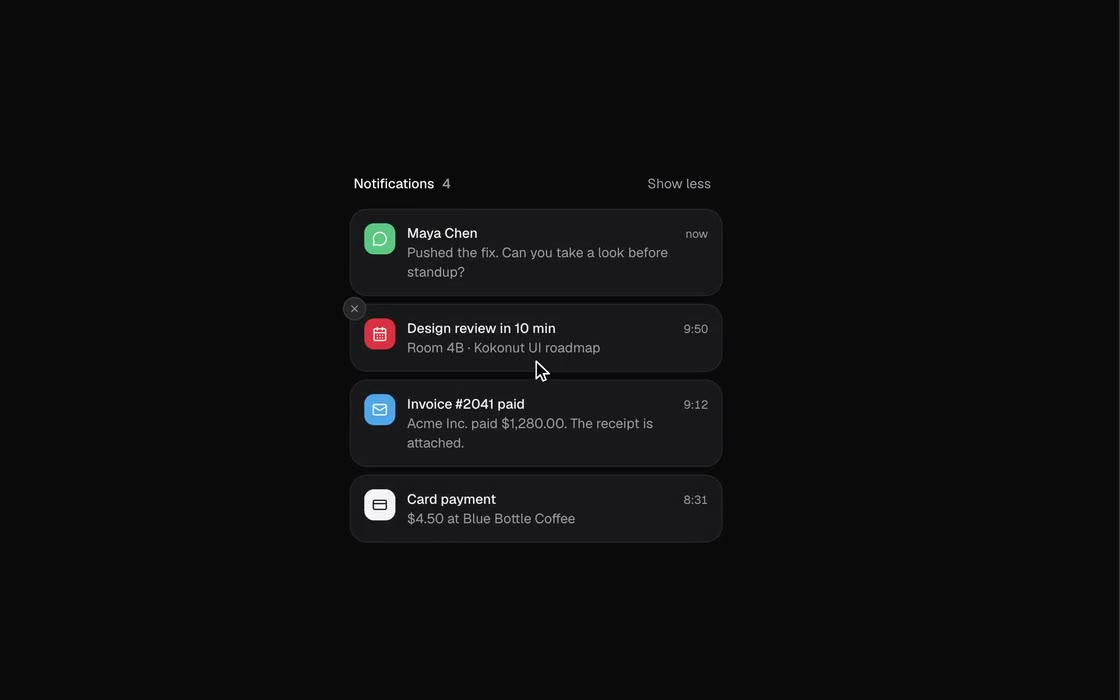 Notifications 4 Show less
Maya Chen now
Pushed the fix. Can you take a look before
standup?
Design review in 10 min 9:50
Room 4B · Kokonut UI roadmap
Invoice #2041 paid 9:12
Acme Inc. paid $1,280.00. The receipt is
attached.
Card payment 8:31
$4.50 at Blue Bottle Coffee